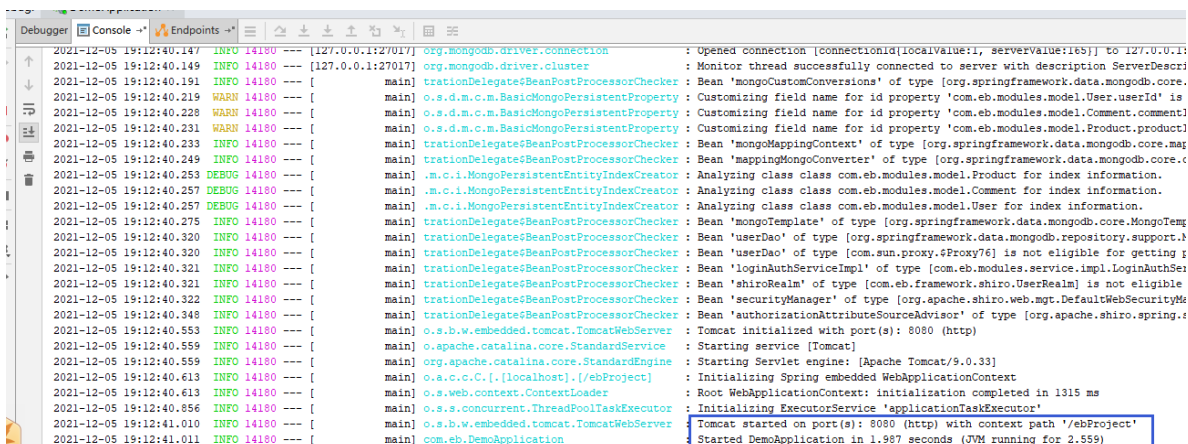 Debugger Console →* Endpoints →*
2021-12-05 19:12:40.147 INFO 14180 --- [127.0.0.1:27017] org.mongodb.driver.connection : Opened connection [connectionId{localValue:1, serverValue:165}] to 127.0.0.1:
2021-12-05 19:12:40.149 INFO 14180 --- [127.0.0.1:27017] org.mongodb.driver.cluster : Monitor thread successfully connected to server with description ServerDescri
2021-12-05 19:12:40.191 INFO 14180 --- [ main] trationDelegate$BeanPostProcessorChecker : Bean 'mongoCustomConversions' of type [org.springframework.data.mongodb.core.
2021-12-05 19:12:40.219 WARN 14180 --- [ main] o.s.d.m.c.m.BasicMongoPersistentProperty : Customizing field name for id property 'com.eb.modules.model.User.userId' is
2021-12-05 19:12:40.228 WARN 14180 --- [ main] o.s.d.m.c.m.BasicMongoPersistentProperty : Customizing field name for id property 'com.eb.modules.model.Comment.commentI
2021-12-05 19:12:40.231 WARN 14180 --- [ main] o.s.d.m.c.m.BasicMongoPersistentProperty : Customizing field name for id property 'com.eb.modules.model.Product.productI
2021-12-05 19:12:40.233 INFO 14180 --- [ main] trationDelegate$BeanPostProcessorChecker : Bean 'mongoMappingContext' of type [org.springframework.data.mongodb.core.map
2021-12-05 19:12:40.249 INFO 14180 --- [ main] trationDelegate$BeanPostProcessorChecker : Bean 'mappingMongoConverter' of type [org.springframework.data.mongodb.core.c
2021-12-05 19:12:40.253 DEBUG 14180 --- [ main] .m.c.i.MongoPersistentEntityIndexCreator : Analyzing class class com.eb.modules.model.Product for index information.
2021-12-05 19:12:40.257 DEBUG 14180 --- [ main] .m.c.i.MongoPersistentEntityIndexCreator : Analyzing class class com.eb.modules.model.Comment for index information.
2021-12-05 19:12:40.257 DEBUG 14180 --- [ main] .m.c.i.MongoPersistentEntityIndexCreator : Analyzing class class com.eb.modules.model.User for index information.
2021-12-05 19:12:40.275 INFO 14180 --- [ main] trationDelegate$BeanPostProcessorChecker : Bean 'mongoTemplate' of type [org.springframework.data.mongodb.core.MongoTemp
2021-12-05 19:12:40.320 INFO 14180 --- [ main] trationDelegate$BeanPostProcessorChecker : Bean 'userDao' of type [org.springframework.data.mongodb.repository.support.M
2021-12-05 19:12:40.320 INFO 14180 --- [ main] trationDelegate$BeanPostProcessorChecker : Bean 'userDao' of type [com.sun.proxy.$Proxy76] is not eligible for getting p
2021-12-05 19:12:40.321 INFO 14180 --- [ main] trationDelegate$BeanPostProcessorChecker : Bean 'loginAuthServiceImpl' of type [com.eb.modules.service.impl.LoginAuthSer
2021-12-05 19:12:40.321 INFO 14180 --- [ main] trationDelegate$BeanPostProcessorChecker : Bean 'shiroRealm' of type [com.eb.framework.shiro.UserRealm] is not eligible
2021-12-05 19:12:40.322 INFO 14180 --- [ main] trationDelegate$BeanPostProcessorChecker : Bean 'securityManager' of type [org.apache.shiro.web.mgt.DefaultWebSecurityMa
2021-12-05 19:12:40.348 INFO 14180 --- [ main] trationDelegate$BeanPostProcessorChecker : Bean 'authorizationAttributeSourceAdvisor' of type [org.apache.shiro.spring.s
2021-12-05 19:12:40.553 INFO 14180 --- [ main] o.s.b.w.embedded.tomcat.TomcatWebServer : Tomcat initialized with port(s): 8080 (http)
2021-12-05 19:12:40.559 INFO 14180 --- [ main] o.apache.catalina.core.StandardService : Starting service [Tomcat]
2021-12-05 19:12:40.559 INFO 14180 --- [ main] org.apache.catalina.core.StandardEngine : Starting Servlet engine: [Apache Tomcat/9.0.33]
2021-12-05 19:12:40.613 INFO 14180 --- [ main] o.a.c.c.C.[.[localhost].[/ebProject] : Initializing Spring embedded WebApplicationContext
2021-12-05 19:12:40.613 INFO 14180 --- [ main] o.s.web.context.ContextLoader : Root WebApplicationContext: initialization completed in 1315 ms
2021-12-05 19:12:40.856 INFO 14180 --- [ main] o.s.s.concurrent.ThreadPoolTaskExecutor : Initializing ExecutorService 'applicationTaskExecutor'
2021-12-05 19:12:41.010 INFO 14180 --- [ main] o.s.b.w.embedded.tomcat.TomcatWebServer : Tomcat started on port(s): 8080 (http) with context path '/ebProject'
2021-12-05 19:12:41.011 INFO 14180 --- [ main] com.eb.DemoApplication : Started DemoApplication in 1.987 seconds (JVM running for 2.559)